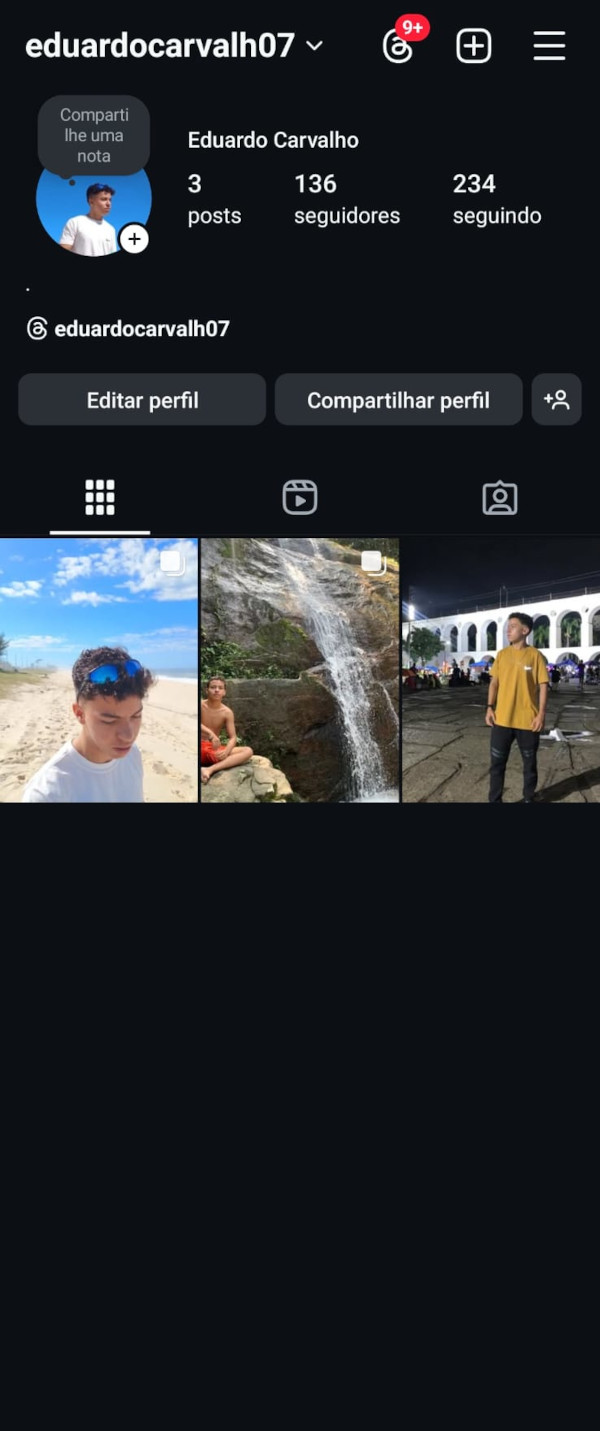 eduardocarvalh07
9+
Comparti
lhe uma
nota
Eduardo Carvalho
3 136 234
posts seguidores seguindo
.
eduardocarvalh07
Editar perfil Compartilhar perfil